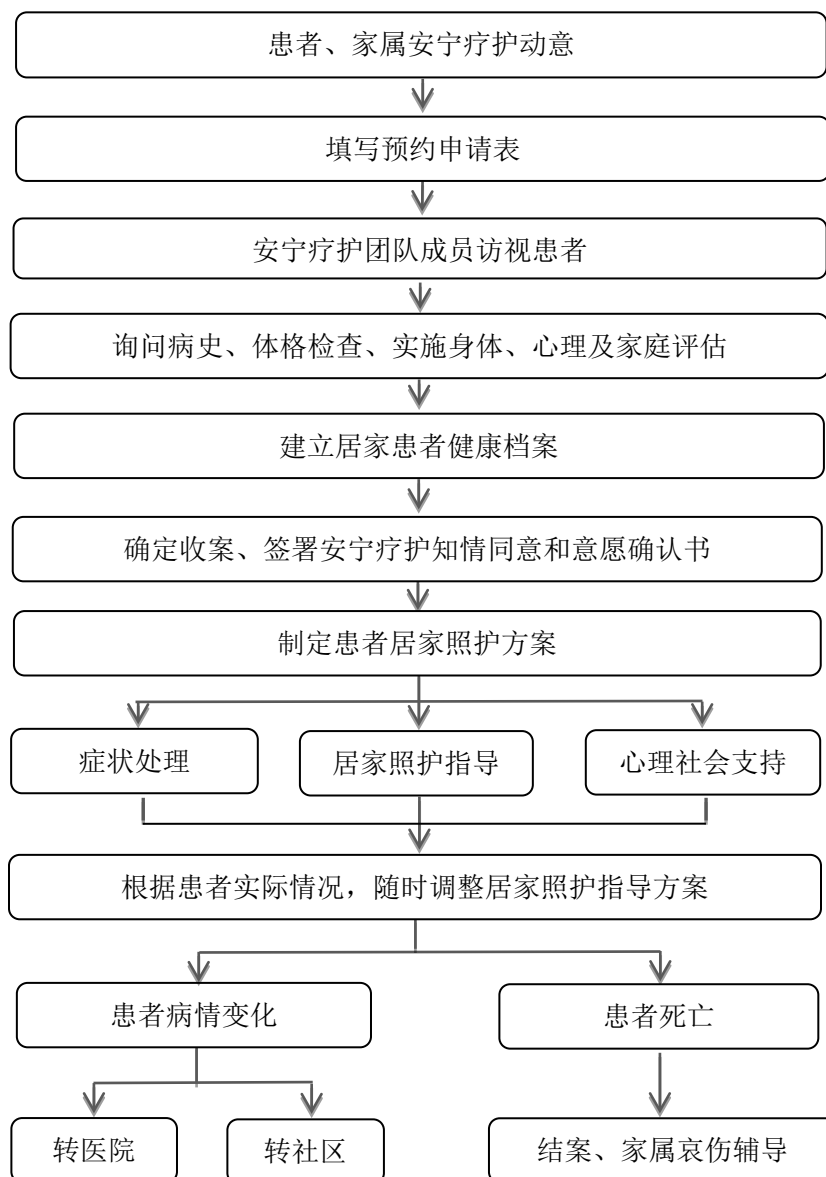 患者、家属安宁疗护动意
填写预约申请表
安宁疗护团队成员访视患者
询问病史、体格检查、实施身体、心理及家庭评估
建立居家患者健康档案
确定收案、签署安宁疗护知情同意和意愿确认书
制定患者居家照护方案
症状处理
居家照护指导
心理社会支持
根据患者实际情况，随时调整居家照护指导方案
患者病情变化
患者死亡
转医院
转社区
结案、家属哀伤辅导